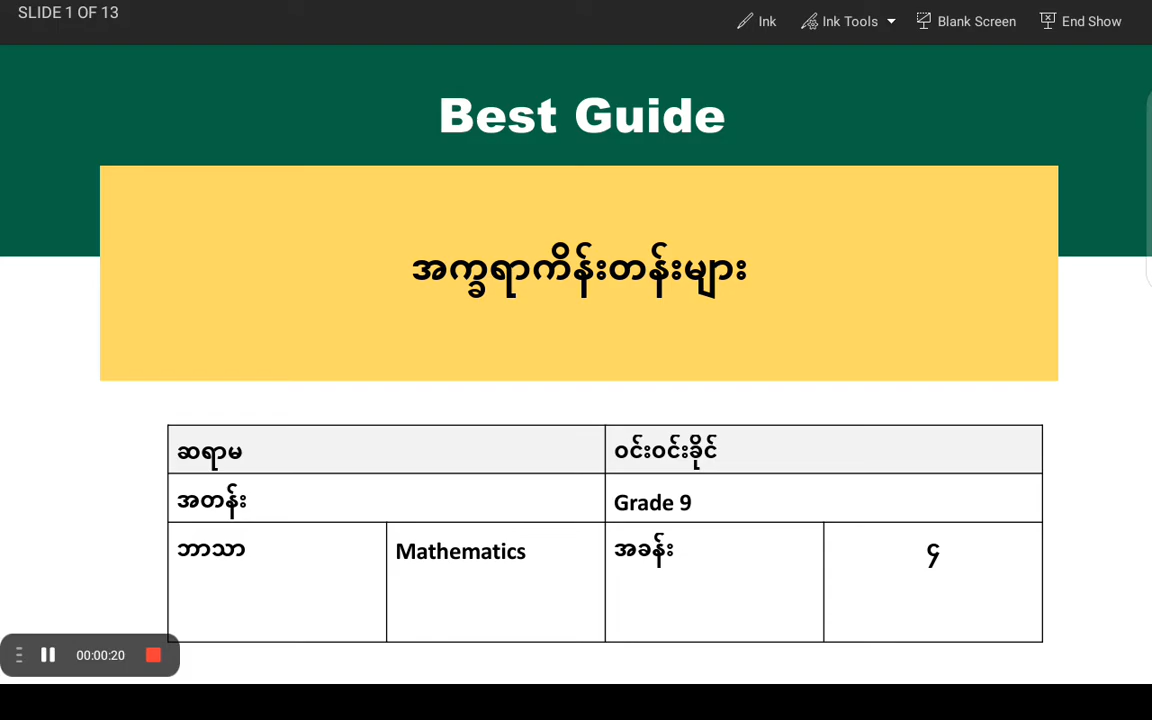 SLIDE 1 OF 13
Ink
Ink Tools
Blank Screen
End Show
Best Guide
အက္ခရာကိန်းတန်းများ
ဆရာမ
ဝင်းဝင်းခိုင်
အတန်း
Grade 9
ဘာသာ
Mathematics
အခန်း
၄
00:00:20